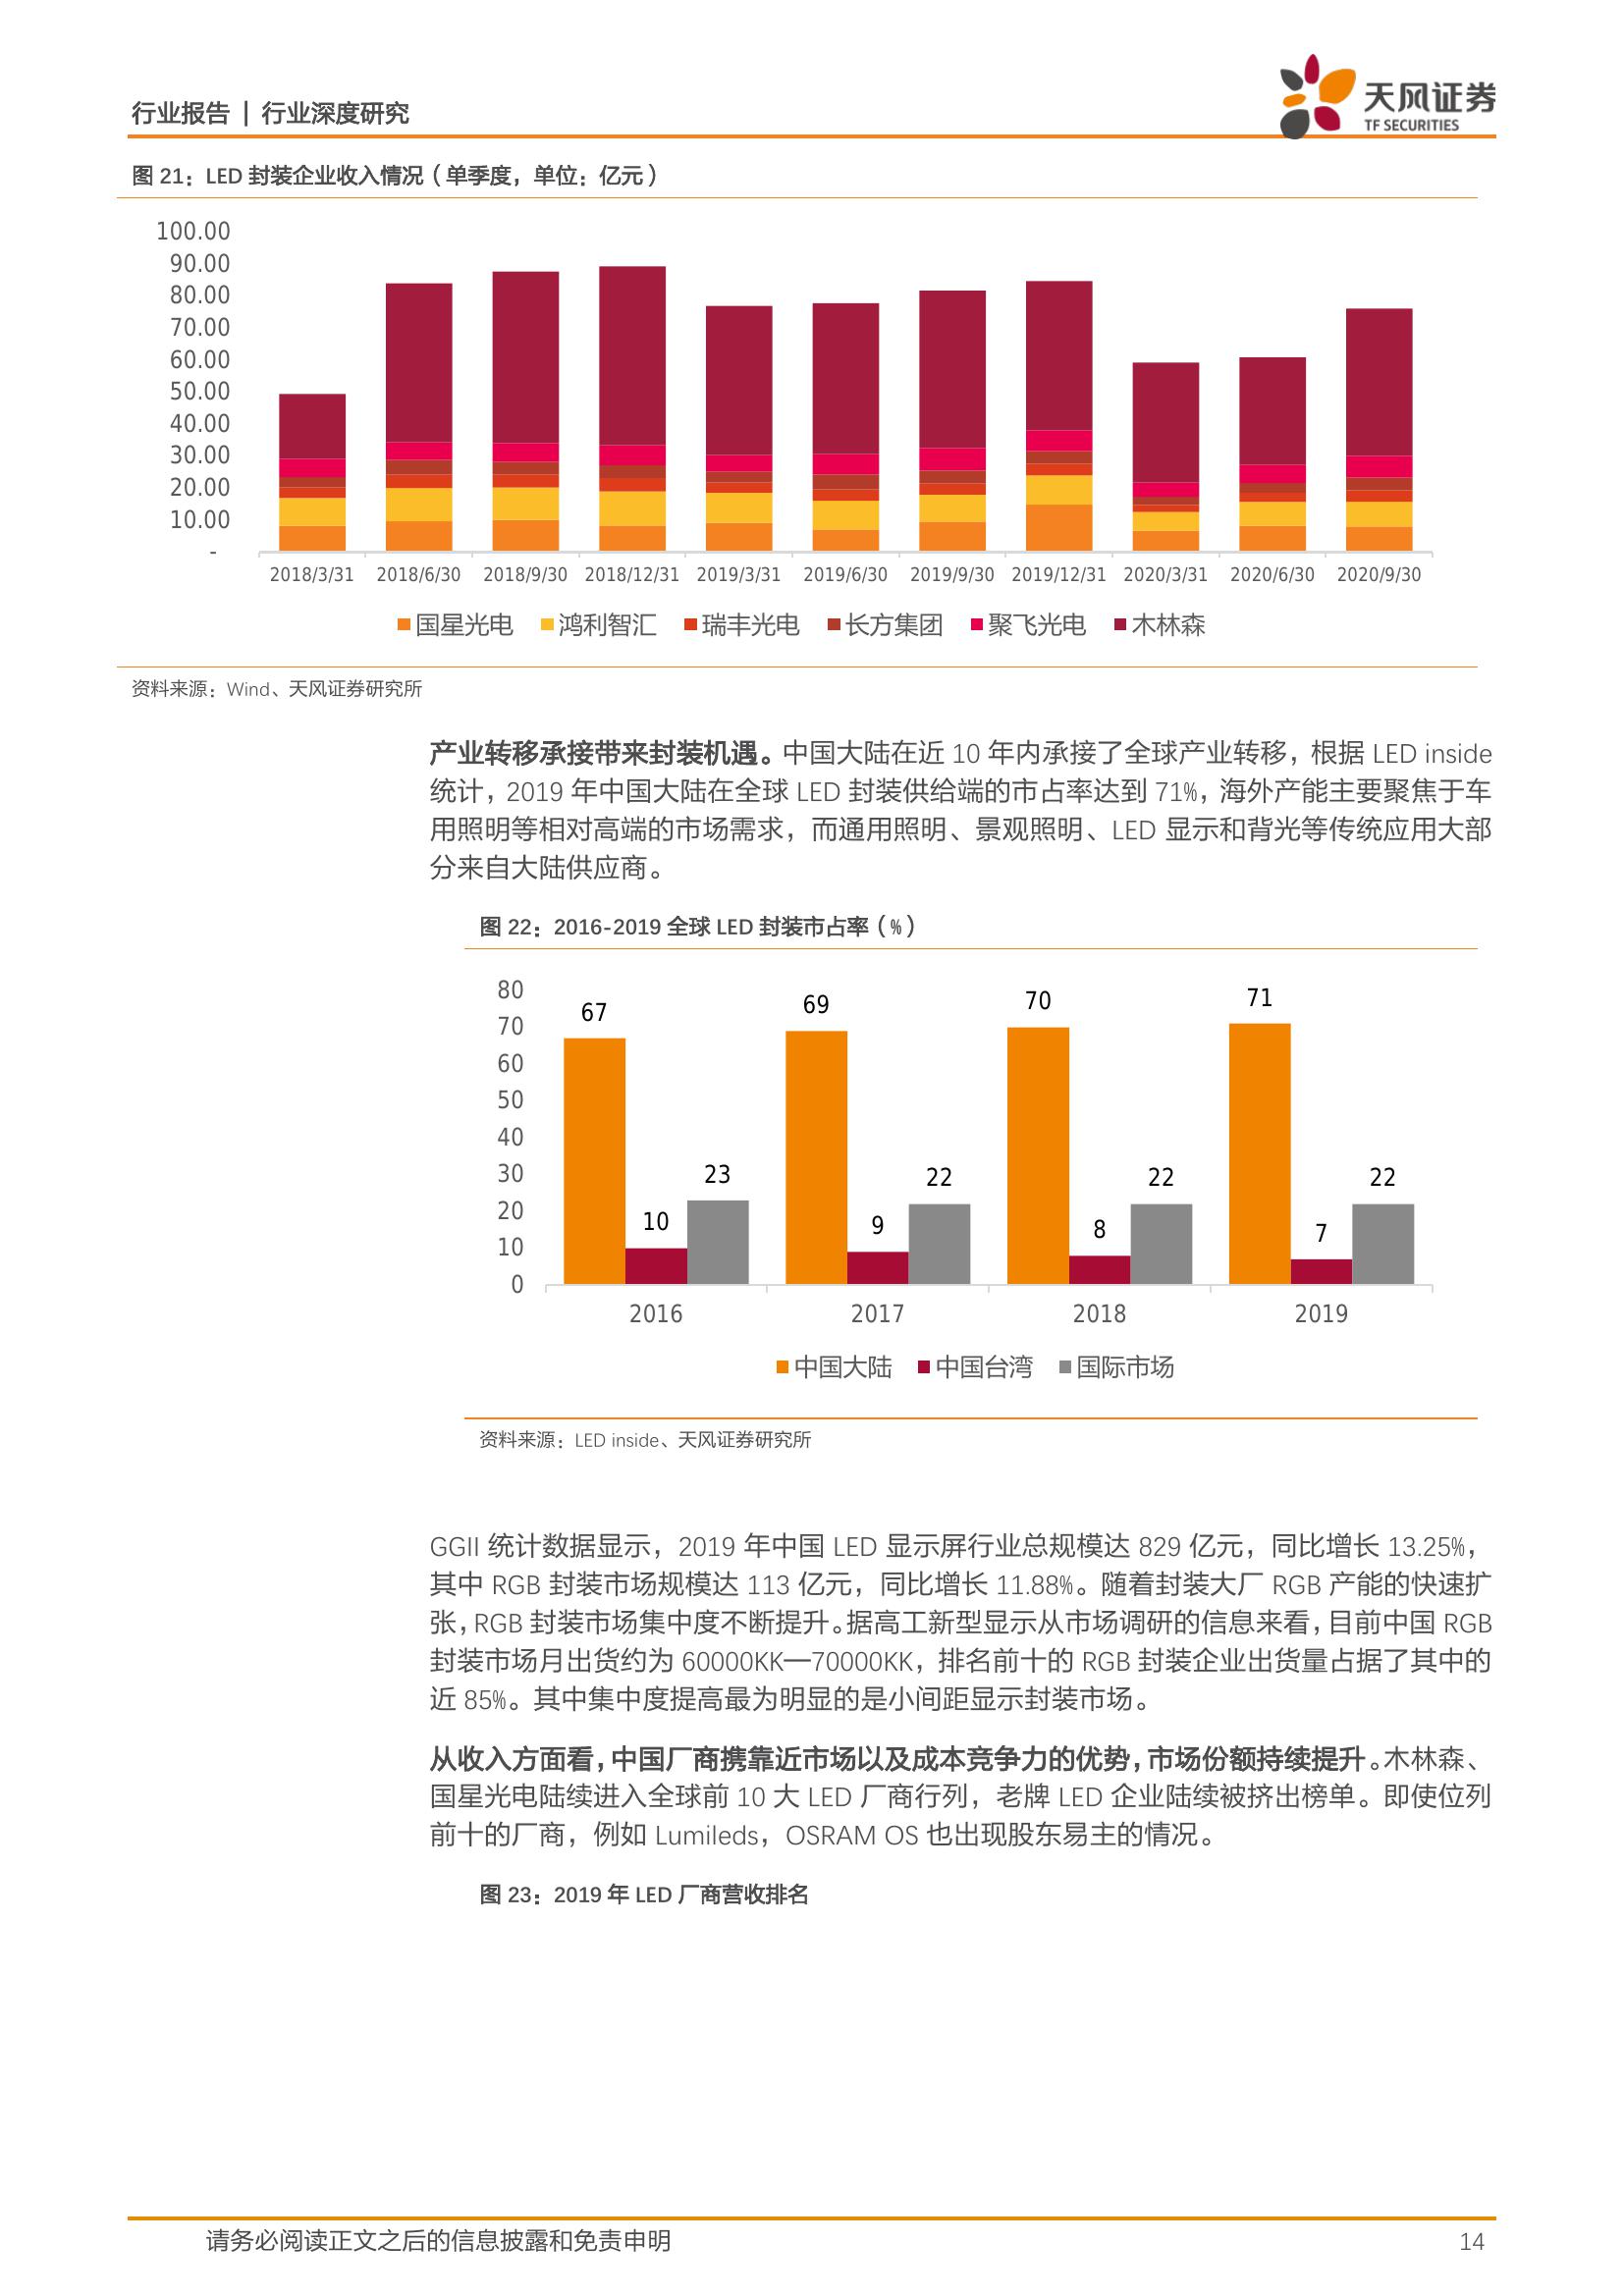 行业报告 | 行业深度研究
天风证券
TF SECURITIES
图 21：LED 封装企业收入情况（单季度，单位：亿元）
100.00
90.00
80.00
70.00
60.00
50.00
40.00
30.00
20.00
10.00
-
2018/3/31 2018/6/30 2018/9/30 2018/12/31 2019/3/31 2019/6/30 2019/9/30 2019/12/31 2020/3/31 2020/6/30 2020/9/30
国星光电 鸿利智汇 瑞丰光电 长方集团 聚飞光电 木林森
资料来源：Wind、天风证券研究所
产业转移承接带来封装机遇。中国大陆在近 10 年内承接了全球产业转移，根据 LED inside
统计，2019 年中国大陆在全球 LED 封装供给端的市占率达到 71%，海外产能主要聚焦于车
用照明等相对高端的市场需求，而通用照明、景观照明、LED 显示和背光等传统应用大部
分来自大陆供应商。
图 22：2016-2019 全球 LED 封装市占率（%）
80
70
60
50
40
30
20
10
0
67 10 23
69 9 22
70 8 22
71 7 22
2016 2017 2018 2019
中国大陆 中国台湾 国际市场
资料来源：LED inside、天风证券研究所
GGII 统计数据显示，2019 年中国 LED 显示屏行业总规模达 829 亿元，同比增长 13.25%，
其中 RGB 封装市场规模达 113 亿元，同比增长 11.88%。随着封装大厂 RGB 产能的快速扩
张，RGB 封装市场集中度不断提升。据高工新型显示从市场调研的信息来看，目前中国 RGB
封装市场月出货约为 60000KK—70000KK，排名前十的 RGB 封装企业出货量占据了其中的
近 85%。其中集中度提高最为明显的是小间距显示封装市场。
从收入方面看，中国厂商携靠近市场以及成本竞争力的优势，市场份额持续提升。木林森、
国星光电陆续进入全球前 10 大 LED 厂商行列，老牌 LED 企业陆续被挤出榜单。即使位列
前十的厂商，例如 Lumileds，OSRAM OS 也出现股东易主的情况。
图 23：2019 年 LED 厂商营收排名
请务必阅读正文之后的信息披露和免责申明
14